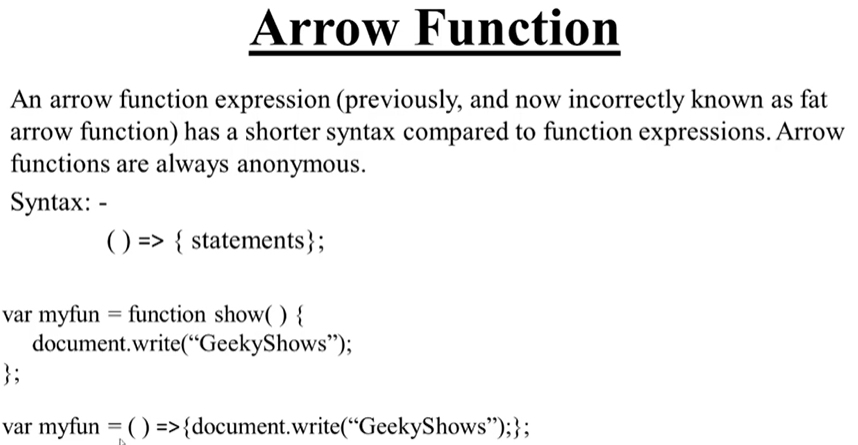 Arrow Function
An arrow function expression (previously, and now incorrectly known as fat
arrow function) has a shorter syntax compared to function expressions. Arrow
functions are always anonymous.
Syntax: -
( ) => { statements};
var myfun = function show( ) {
document.write(“GeekyShows”);
};
var myfun = ( ) =>{document.write(“GeekyShows”);};